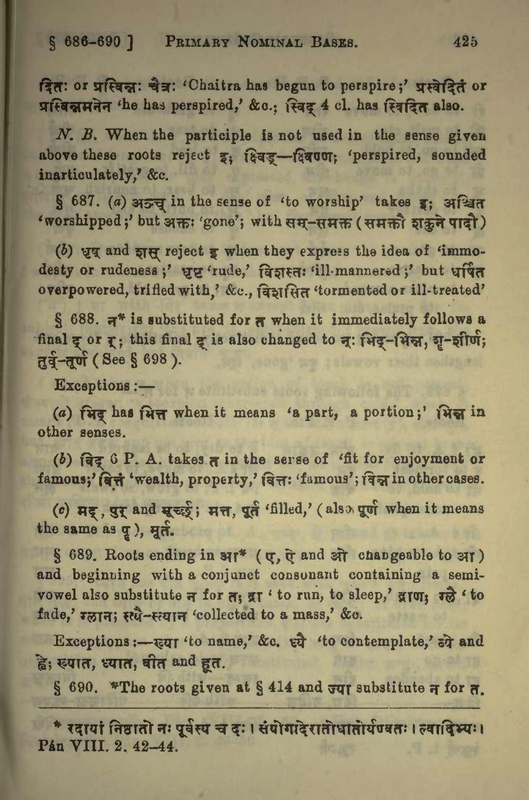 § 686-690 ] PRIMARY NOMINAL BASES. 425
दितः or प्रस्विन्नः चैत्रः 'Chaitra has begun to perspire;' प्रस्वेदितं or
प्रस्विन्नमनेन 'he has perspired,' &c.; स्विद् 4 cl. has स्विदित also.
N. B. When the participle is not used in the sense given
above these roots reject इ; क्ष्विड्—क्ष्विण्ण; 'perspired, sounded
inarticulately,' &c.
§ 687. (a) अञ्च् in the sense of 'to worship' takes इ; अञ्चित
'worshipped;' but अक्तः 'gone'; with सम्-समक्त ( समक्तौ शकुने पादौ )
(b) धृष् and शस् reject इ when they express the idea of 'immo-
desty or rudeness;' धृष्ट 'rude,' विशस्तः 'ill-mannered;' but धर्षित
overpowered, trifled with,' &c., विशसित 'tormented or ill-treated'
§ 688. न* is substituted for त when it immediately follows a
final द् or र्; this final द् is also changed to न्: भिद्-भिन्न, शॄ-शीर्ण;
तुर्व्-तूर्ण ( See § 698 ).
Exceptions :—
(a) भिद् has भित्त when it means 'a part, a portion;' भिन्न in
other senses.
(b) विद् 6 P. A. takes त in the serse of 'fit for enjoyment or
famous;' वित्तं 'wealth, property,' वित्तः 'famous'; विन्न in other cases.
(c) मद्, पुर् and मूर्च्छ्; मत्त, पूर्त 'filled,' ( also पूर्ण when it means
the same as पॄ ), मूर्त.
§ 689. Roots ending in आ* ( ए, ऐ and ओ changeable to आ )
and beginning with a conjunct consonant containing a semi-
vowel also substitute न for त; द्रा ' to run, to sleep,' द्राण; ग्लै ' to
fade,' ग्लान; स्त्यै-स्त्यान 'collected to a mass,' &c.
Exceptions :—ख्या 'to name,' &c. ध्यै 'to contemplate,' व्ये and
ह्वे; ख्यात, ध्यात, वीत and हूत.
§ 690. *The roots given at § 414 and ज्या substitute न for त.
* रदायां निष्ठातो नः पूर्वस्य च दः । संयोगादेरातोधातोर्यण्वतः । ल्वादिभ्यः ।
Pán VIII. 2. 42-44.